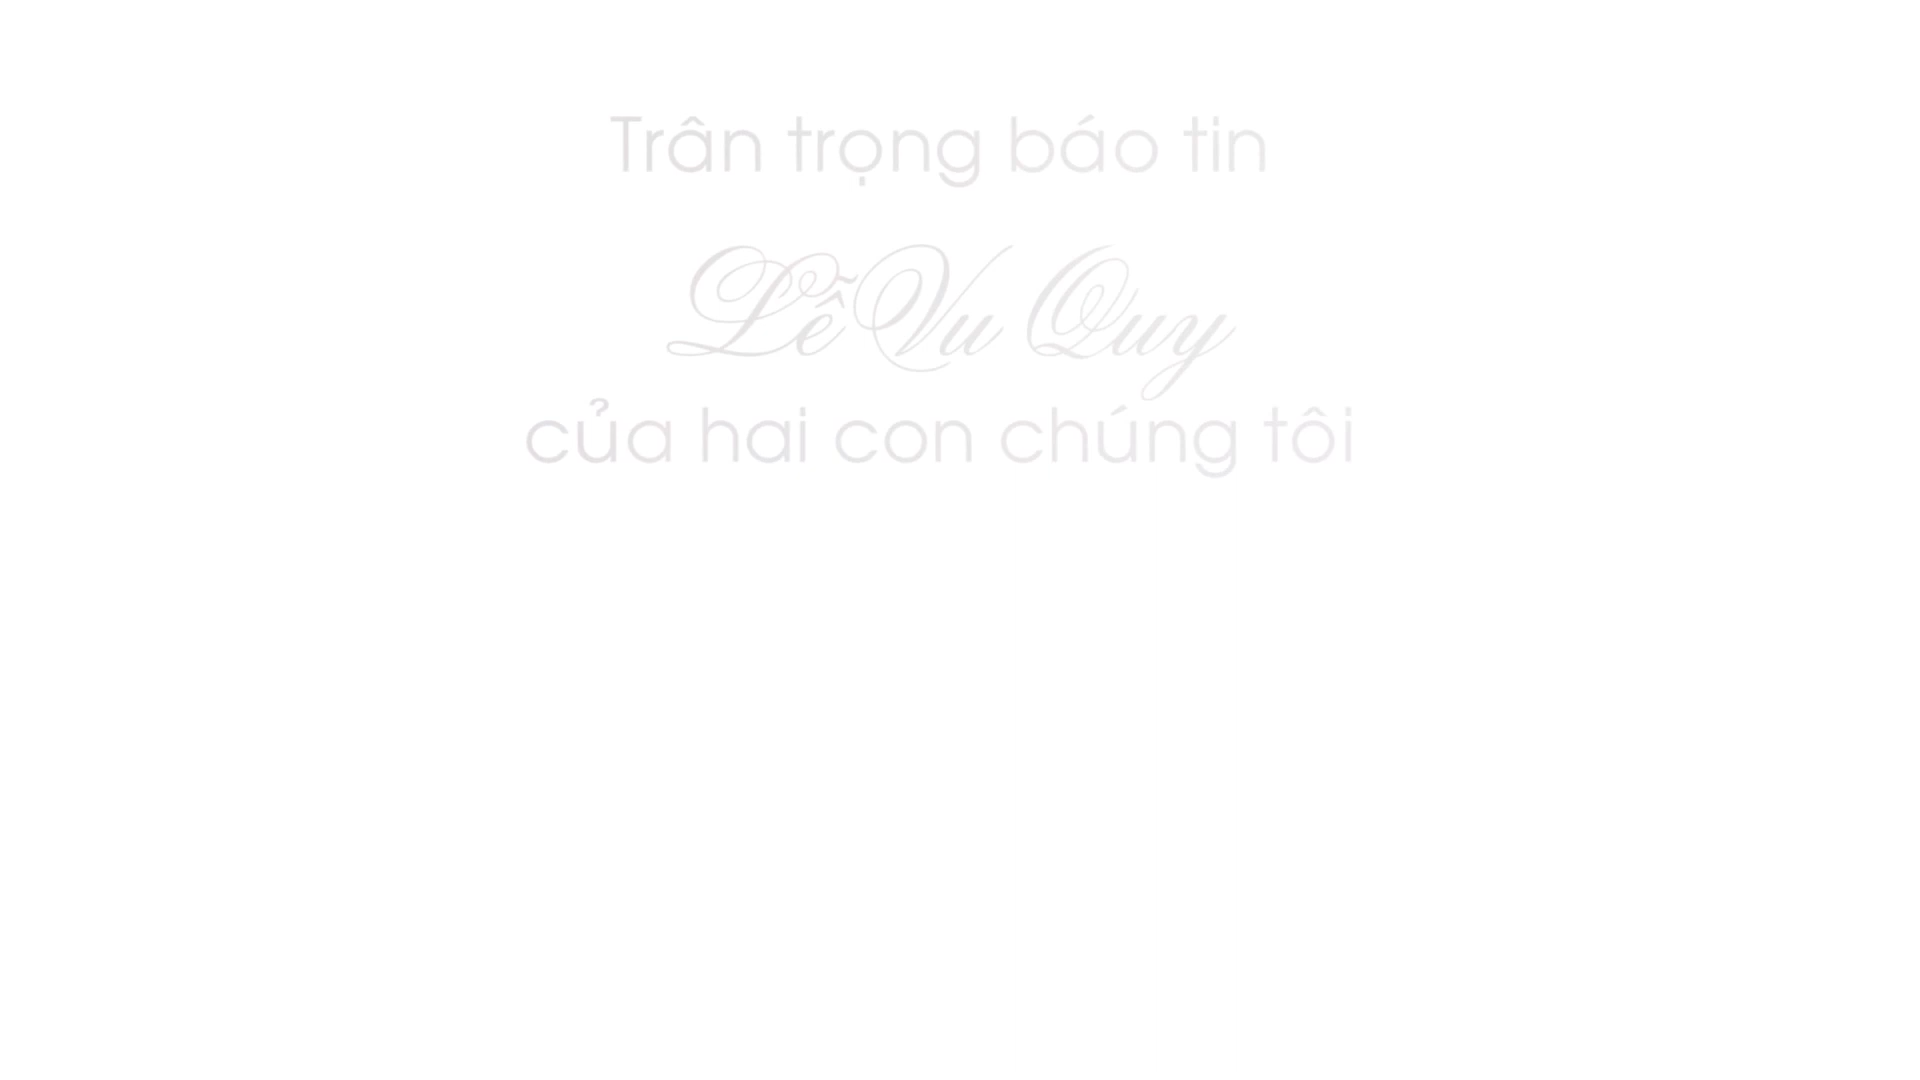 Trân trọng báo tin
Lễ Vu Quy
của hai con chúng tôi